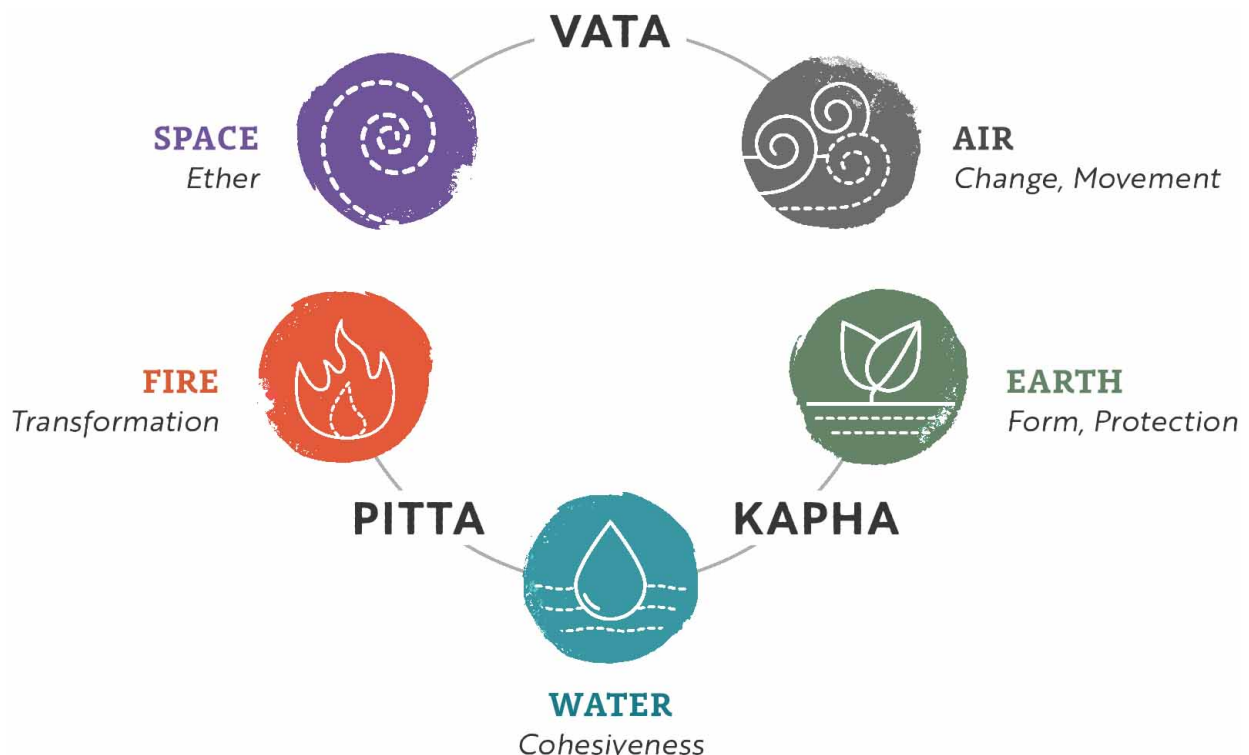 VATA
SPACE
Ether
AIR
Change, Movement
FIRE
Transformation
EARTH
Form, Protection
PITTA
KAPHA
WATER
Cohesiveness